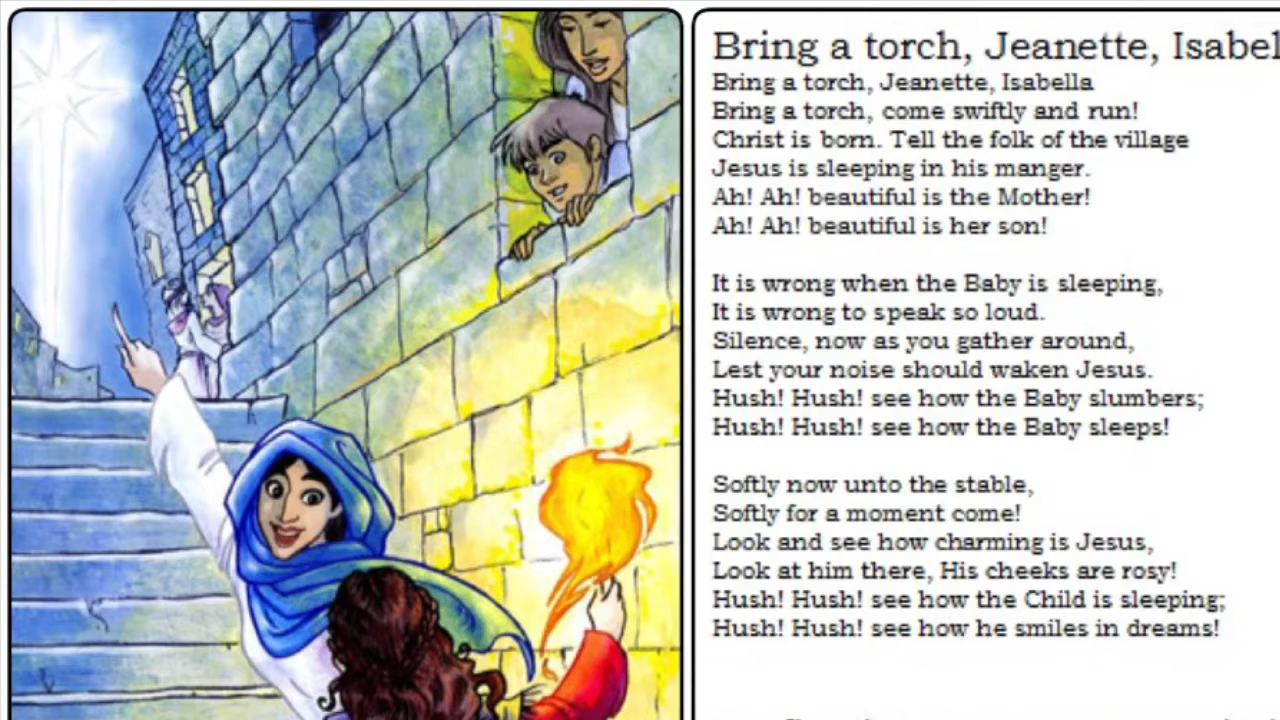 Bring a torch, Jeanette, Isabel
Bring a torch, Jeanette, Isabella
Bring a torch, come swiftly and run!
Christ is born. Tell the folk of the village
Jesus is sleeping in his manger.
Ah! Ah! beautiful is the Mother!
Ah! Ah! beautiful is her son!
It is wrong when the Baby is sleeping,
It is wrong to speak so loud.
Silence, now as you gather around,
Lest your noise should waken Jesus.
Hush! Hush! see how the Baby slumbers;
Hush! Hush! see how the Baby sleeps!
Softly now unto the stable,
Softly for a moment come!
Look and see how charming is Jesus,
Look at him there, His cheeks are rosy!
Hush! Hush! see how the Child is sleeping;
Hush! Hush! see how he smiles in dreams!